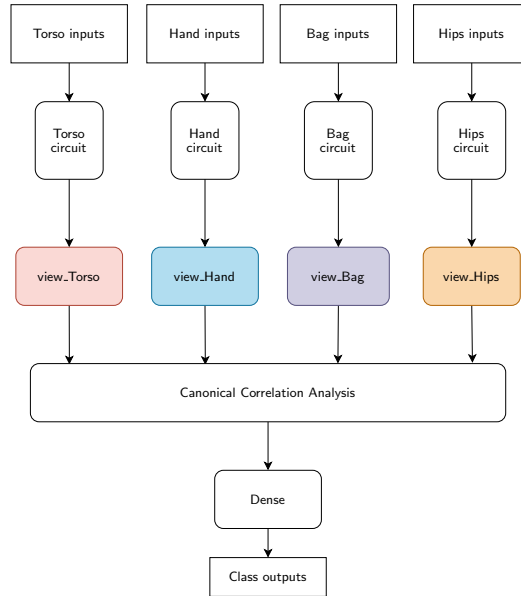 Torso inputs
Hand inputs
Bag inputs
Hips inputs
Torso
circuit
Hand
circuit
Bag
circuit
Hips
circuit
view_Torso
view_Hand
view_Bag
view_Hips
Canonical Correlation Analysis
Dense
Class outputs